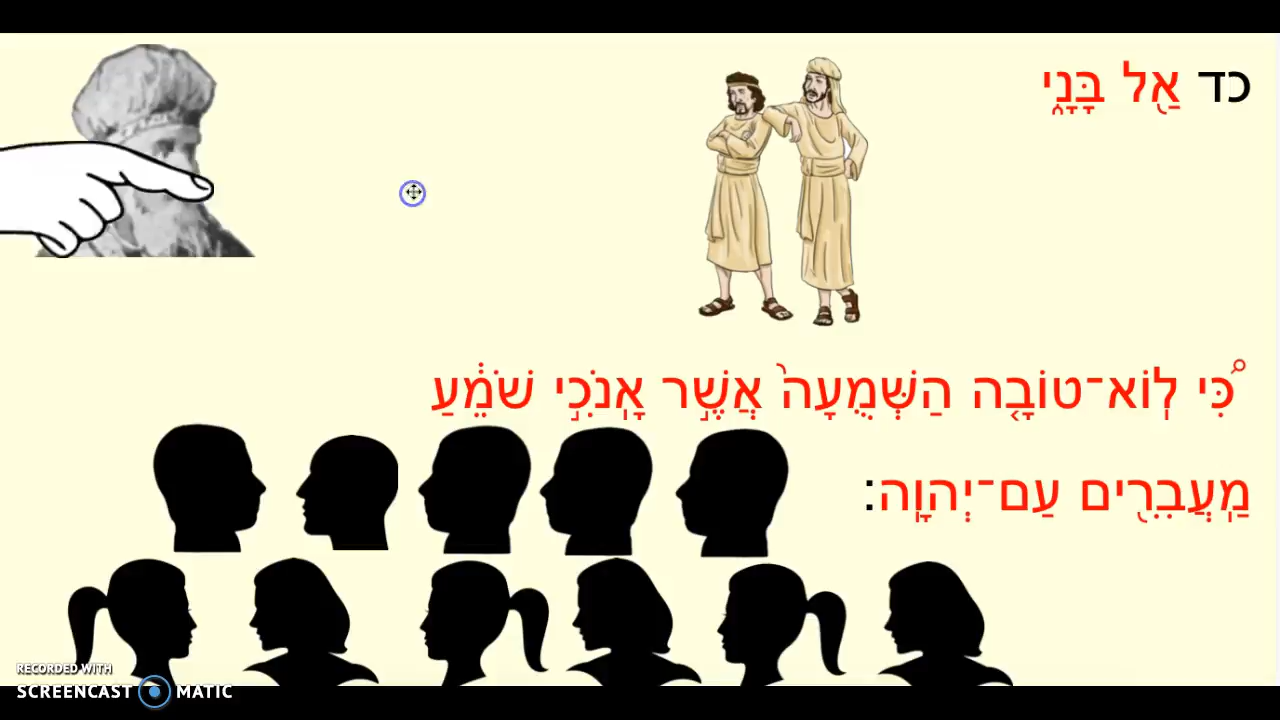 כד אַ֖ל בָּנָ֑י
כִּ֠י לֽוֹא־טוֹבָ֤ה הַשְּׁמֻעָה֙ אֲשֶׁ֣ר אָֽנֹכִ֣י שֹׁמֵ֔עַ
מַֽעֲבִרִ֖ים עַם־יְהוָֽה׃
RECORDED WITH
SCREENCAST MATIC